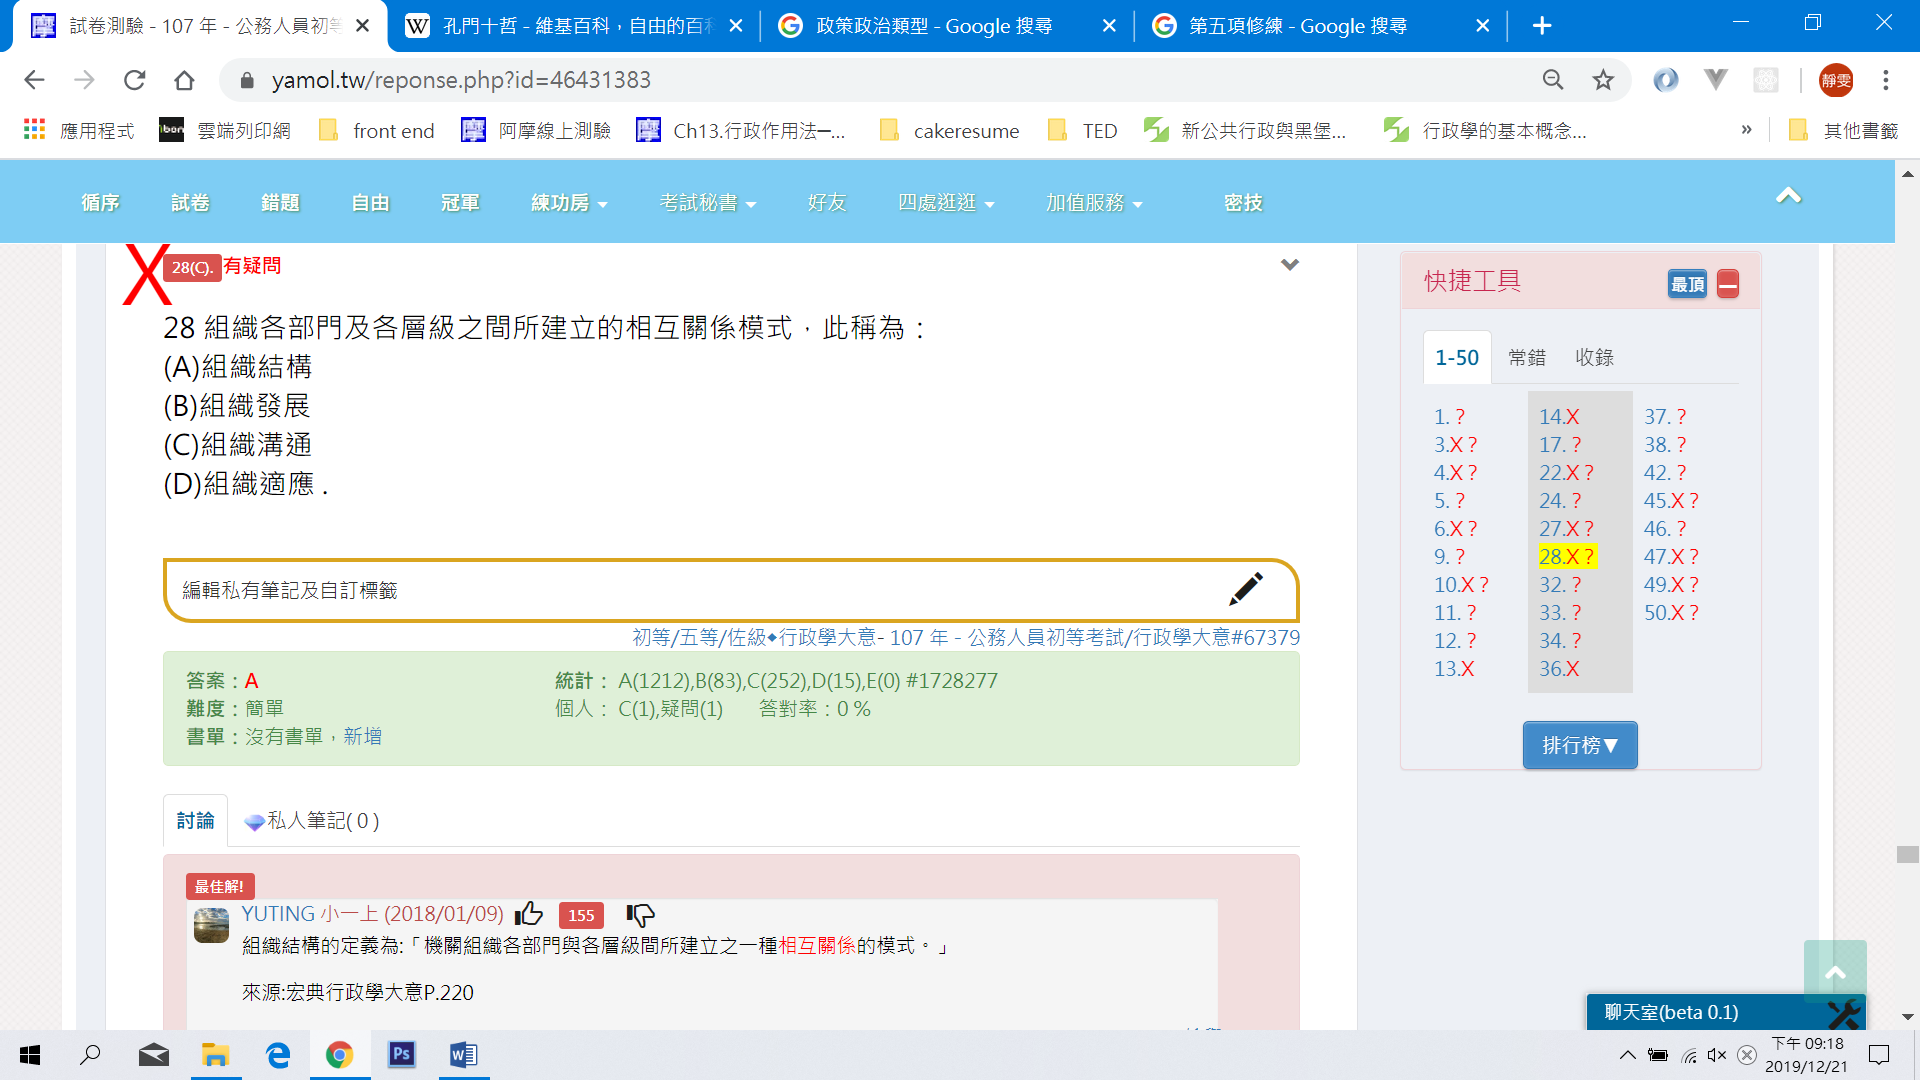 試卷測驗 - 107 年 - 公務人員初等
孔門十哲 - 維基百科，自由的百科
政策政治類型 - Google 搜尋
第五項修練 - Google 搜尋
yamol.tw/reponse.php?id=46431383
靜雯
應用程式
ibon
雲端列印網
front end
阿摩線上測驗
Ch13.行政作用法─...
cakeresume
TED
新公共行政與黑堡...
行政學的基本概念...
»
其他書籤
循序
試卷
錯題
自由
冠軍
練功房
考試秘書
好友
四處逛逛
加值服務
密技
X
28(C).
有疑問
28 組織各部門及各層級之間所建立的相互關係模式，此稱為：
(A)組織結構
(B)組織發展
(C)組織溝通
(D)組織適應 .
編輯私有筆記及自訂標籤
初等/五等/佐級◆行政學大意- 107 年 - 公務人員初等考試/行政學大意#67379
答案：A
難度：簡單
書單：沒有書單，新增
統計： A(1212),B(83),C(252),D(15),E(0) #1728277
個人： C(1),疑問(1) 答對率：0 %
討論
私人筆記( 0 )
最佳解!
YUTING 小一上 (2018/01/09)
155
組織結構的定義為:「機關組織各部門與各層級間所建立之一種相互關係的模式。」
來源:宏典行政學大意P.220
快捷工具
最頂
1-50
常錯
收錄
1. ?
3.X ?
4.X ?
5. ?
6.X ?
9. ?
10.X ?
11. ?
12. ?
13.X
14.X
17. ?
22.X ?
24. ?
27.X ?
28.X ?
32. ?
33. ?
34. ?
36.X
37. ?
38. ?
42. ?
45.X ?
46. ?
47.X ?
49.X ?
50.X ?
排行榜▼
聊天室(beta 0.1)
Ps
下午 09:18
2019/12/21